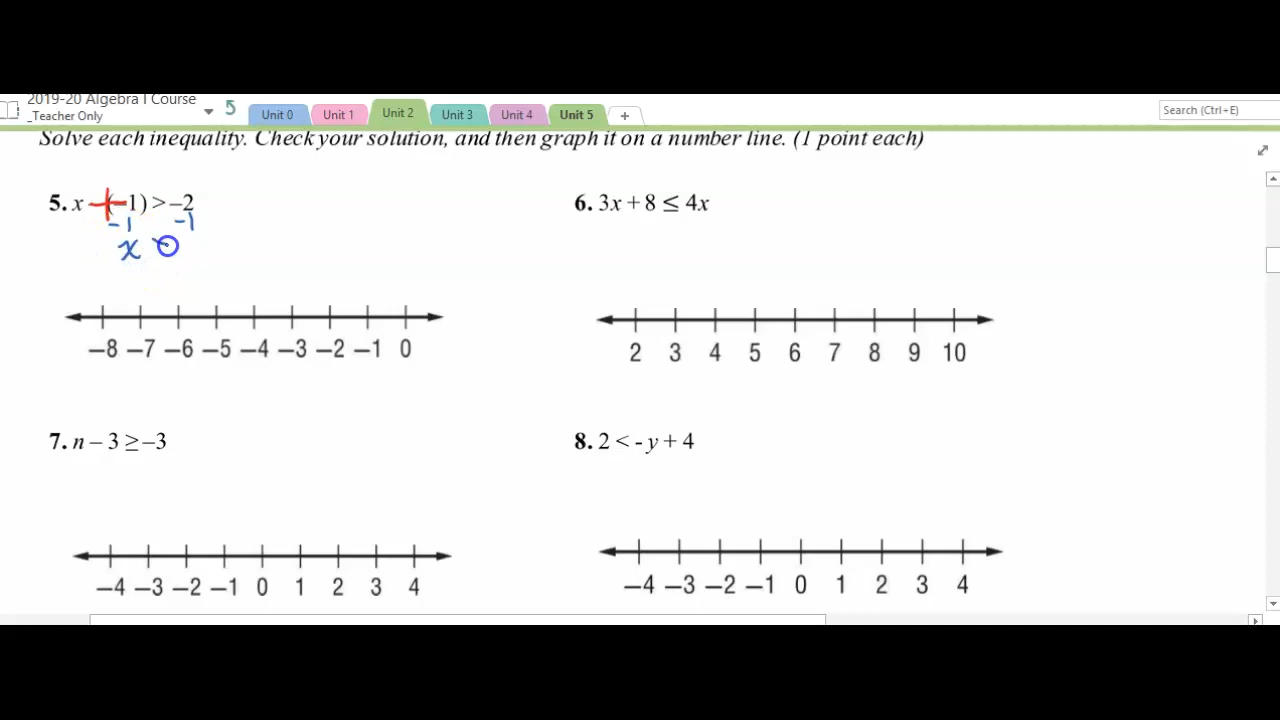 2019-20 Algebra I Course
_Teacher Only
Unit 0 Unit 1 Unit 2 Unit 3 Unit 4 Unit 5 +
Search (Ctrl+E)
Solve each inequality. Check your solution, and then graph it on a number line. (1 point each)
5. x –(–1) > –2
-1 -1
x >
–8 –7 –6 –5 –4 –3 –2 –1 0
6. 3x + 8 ≤ 4x
2 3 4 5 6 7 8 9 10
7. n – 3 ≥ –3
–4 –3 –2 –1 0 1 2 3 4
8. 2 < - y + 4
–4 –3 –2 –1 0 1 2 3 4